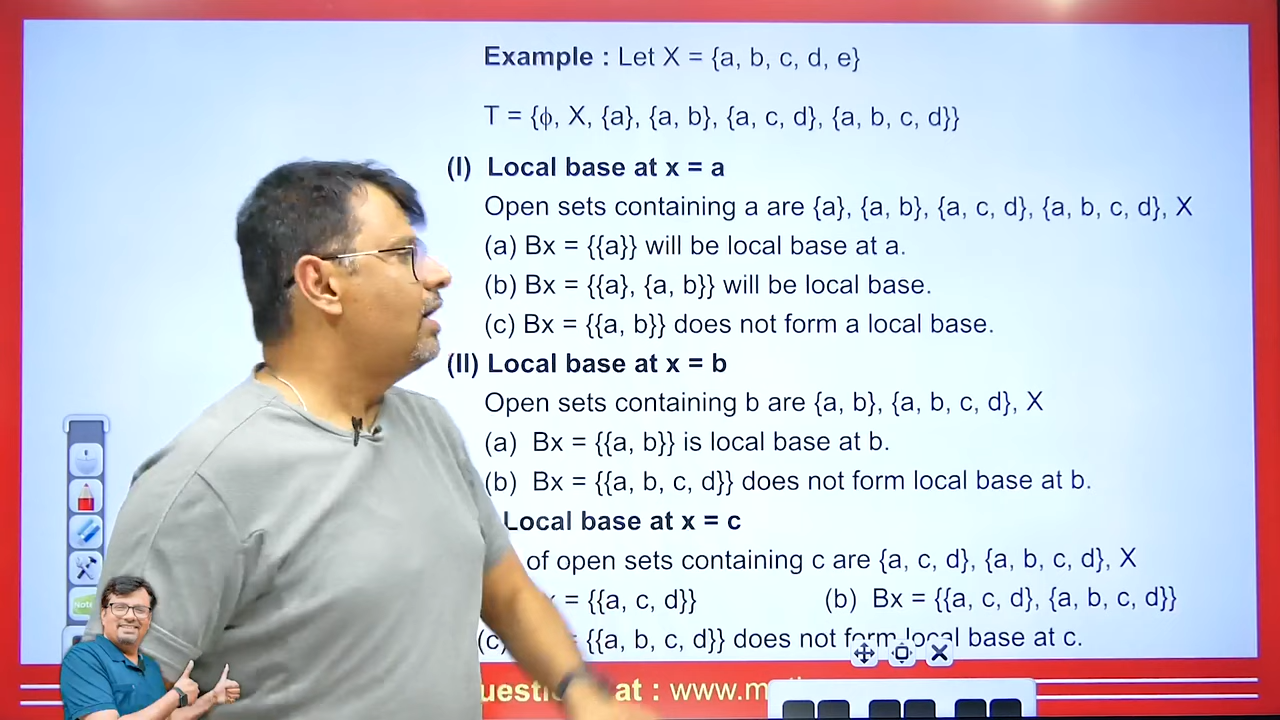 Example : Let X = {a, b, c, d, e}
T = {ϕ, X, {a}, {a, b}, {a, c, d}, {a, b, c, d}}
(I) Local base at x = a
Open sets containing a are {a}, {a, b}, {a, c, d}, {a, b, c, d}, X
(a) Bx = {{a}} will be local base at a.
(b) Bx = {{a}, {a, b}} will be local base.
(c) Bx = {{a, b}} does not form a local base.
(II) Local base at x = b
Open sets containing b are {a, b}, {a, b, c, d}, X
(a) Bx = {{a, b}} is local base at b.
(b) Bx = {{a, b, c, d}} does not form local base at b.
Local base at x = c
of open sets containing c are {a, c, d}, {a, b, c, d}, X
= {{a, c, d}} (b) Bx = {{a, c, d}, {a, b, c, d}}
(c) {{a, b, c, d}} does not form local base at c.
Note
at : www.m